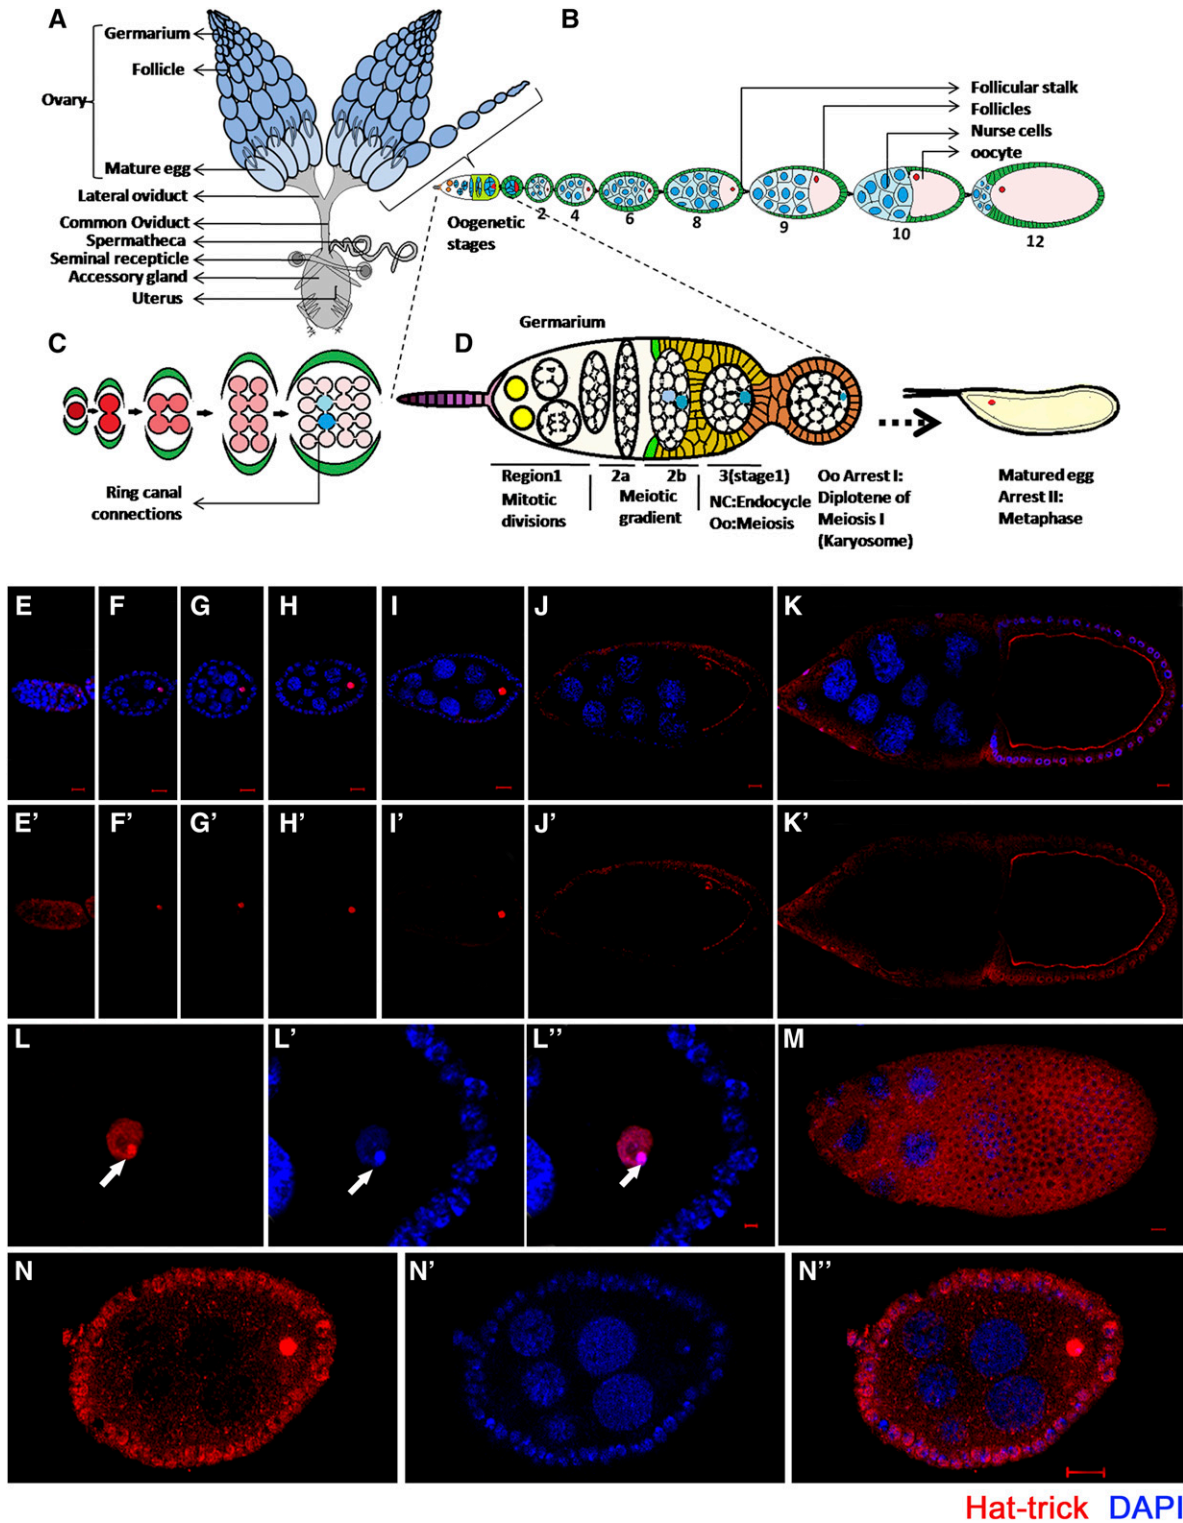 A
Germarium
Follicle
Ovary
Mature egg
Lateral oviduct
Common Oviduct
Spermatheca
Seminal recepticle
Accessory gland
Uterus
B
Follicular stalk
Follicles
Nurse cells
oocyte
Oogenetic
stages
2
4
6
8
9
10
12
C
Ring canal
connections
D
Germarium
Region1
Mitotic
divisions
2a
2b
Meiotic
gradient
3(stage1)
NC:Endocycle
Oo:Meiosis
Oo Arrest I:
Diplotene of
Meiosis I
(Karyosome)
Matured egg
Arrest II:
Metaphase
E
F
G
H
I
J
K
E'
F'
G'
H'
I'
J'
K'
L
L'
L''
M
N
N'
N''
Hat-trick DAPI